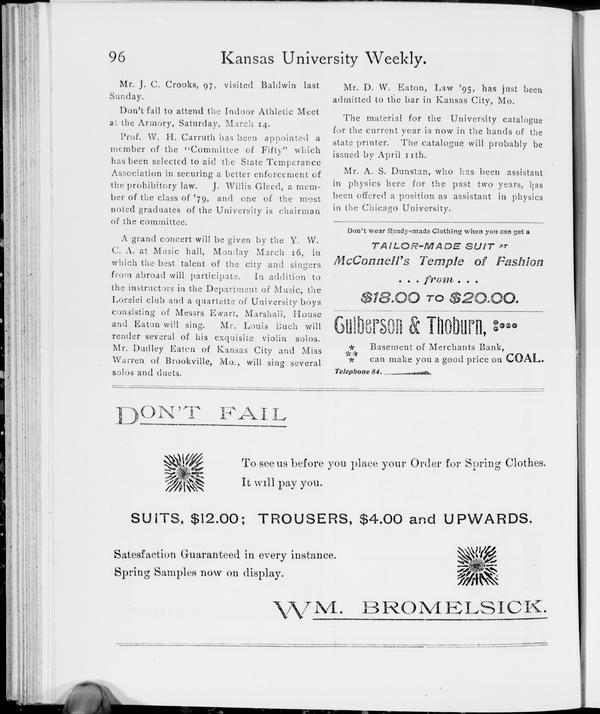 96
Kansas University Weekly.
Mr. J. C. Crooks, 97, visited Baldwin last
Sunday.
Don't fail to attend the Indoor Athletic Meet
at the Armory, Saturday, March 14.
Prof. W. H. Carruth has been appointed a
member of the "Committee of Fifty" which
has been selected to aid the State Temperance
Association in securing a better enforcement of
the prohibitory law. J. Willis Gleed, a mem-
ber of the class of '79, and one of the most
noted graduates of the University is chairman
of the committee.
A grand concert will be given by the Y. W.
C. A. at Music hall, Monday March 16, in
which the best talent of the city and singers
from abroad will participate. In addition to
the instructors in the Department of Music, the
Lorelei club and a quartette of University boys
consisting of Messrs Ewart, Marshall, House
and Eaton will sing. Mr. Louis Buch will
render several of his exquisite violin solos.
Mr. Dudley Eaton of Kansas City and Miss
Warren of Brookville, Mo., will sing several
solos and duets.
Mr. D. W. Eaton, Law '95, has just been
admitted to the bar in Kansas City, Mo.
The material for the University catalogue
for the current year is now in the hands of the
state printer. The catalogue will probably be
issued by April 11th.
Mr. A. S. Dunstan, who has been assistant
in physics here for the past two years, has
been offered a position as assistant in physics
in the Chicago University.
Don't wear Ready-made Clothing when you can get a
TAILOR-MADE SUIT AT
McConnell's Temple of Fashion
. . . from . . .
$18.00 TO $20.00.
Gulberson & Thoburn,
Basement of Merchants Bank,
can make you a good price on COAL.
Telephone 84.
DON'T FAIL
To see us before you place your Order for Spring Clothes.
It will pay you.
SUITS, $12.00; TROUSERS, $4.00 and UPWARDS.
Satesfaction Guaranteed in every instance.
Spring Samples now on display.
WM. BROMELSICK.